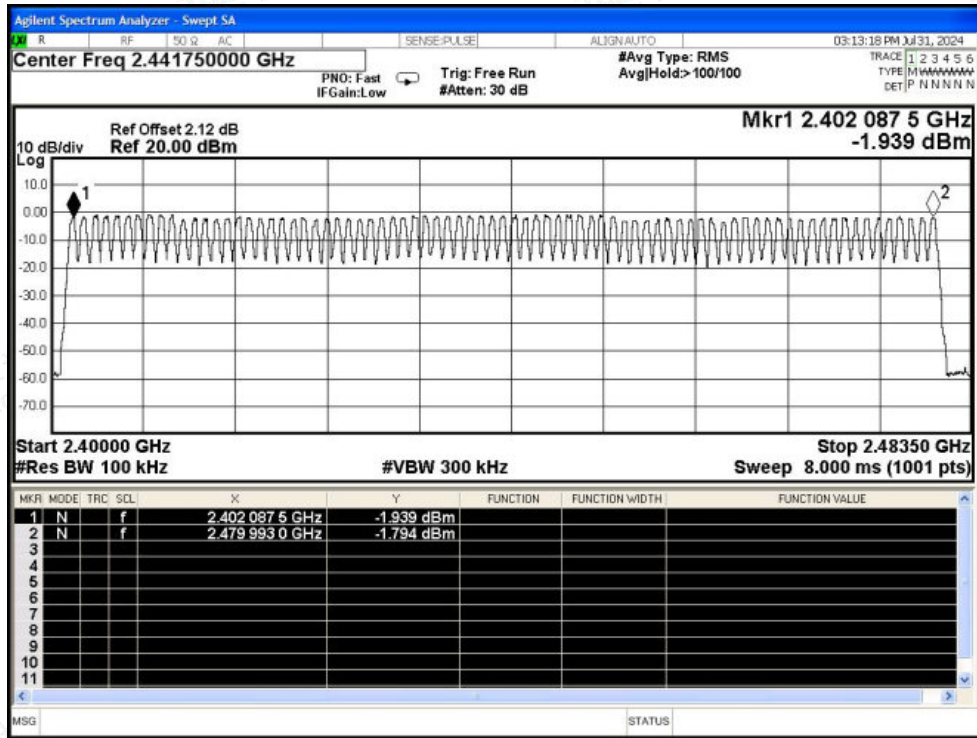 Agilent Spectrum Analyzer - Swept SA
R RF 50 Ω AC SENSE:PULSE ALIGNAUTO 03:13:18 PM Jul 31, 2024
Center Freq 2.441750000 GHz
PNO: Fast
IFGain:Low
Trig: Free Run
#Atten: 30 dB
#Avg Type: RMS
Avg|Hold:>100/100
TRACE 1 2 3 4 5 6
TYPE M
DET P N N N N N
Ref Offset 2.12 dB
Ref 20.00 dBm
10 dB/div
Log
Mkr1 2.402 087 5 GHz
-1.939 dBm
10.0
0.00
-10.0
-20.0
-30.0
-40.0
-50.0
-60.0
-70.0
1
2
Start 2.40000 GHz
#Res BW 100 kHz
#VBW 300 kHz
Stop 2.48350 GHz
Sweep 8.000 ms (1001 pts)
MKR MODE TRC SCL X Y FUNCTION FUNCTION WIDTH FUNCTION VALUE
1 N f 2.402 087 5 GHz -1.939 dBm
2 N f 2.479 993 0 GHz -1.794 dBm
3
4
5
6
7
8
9
10
11
MSG STATUS